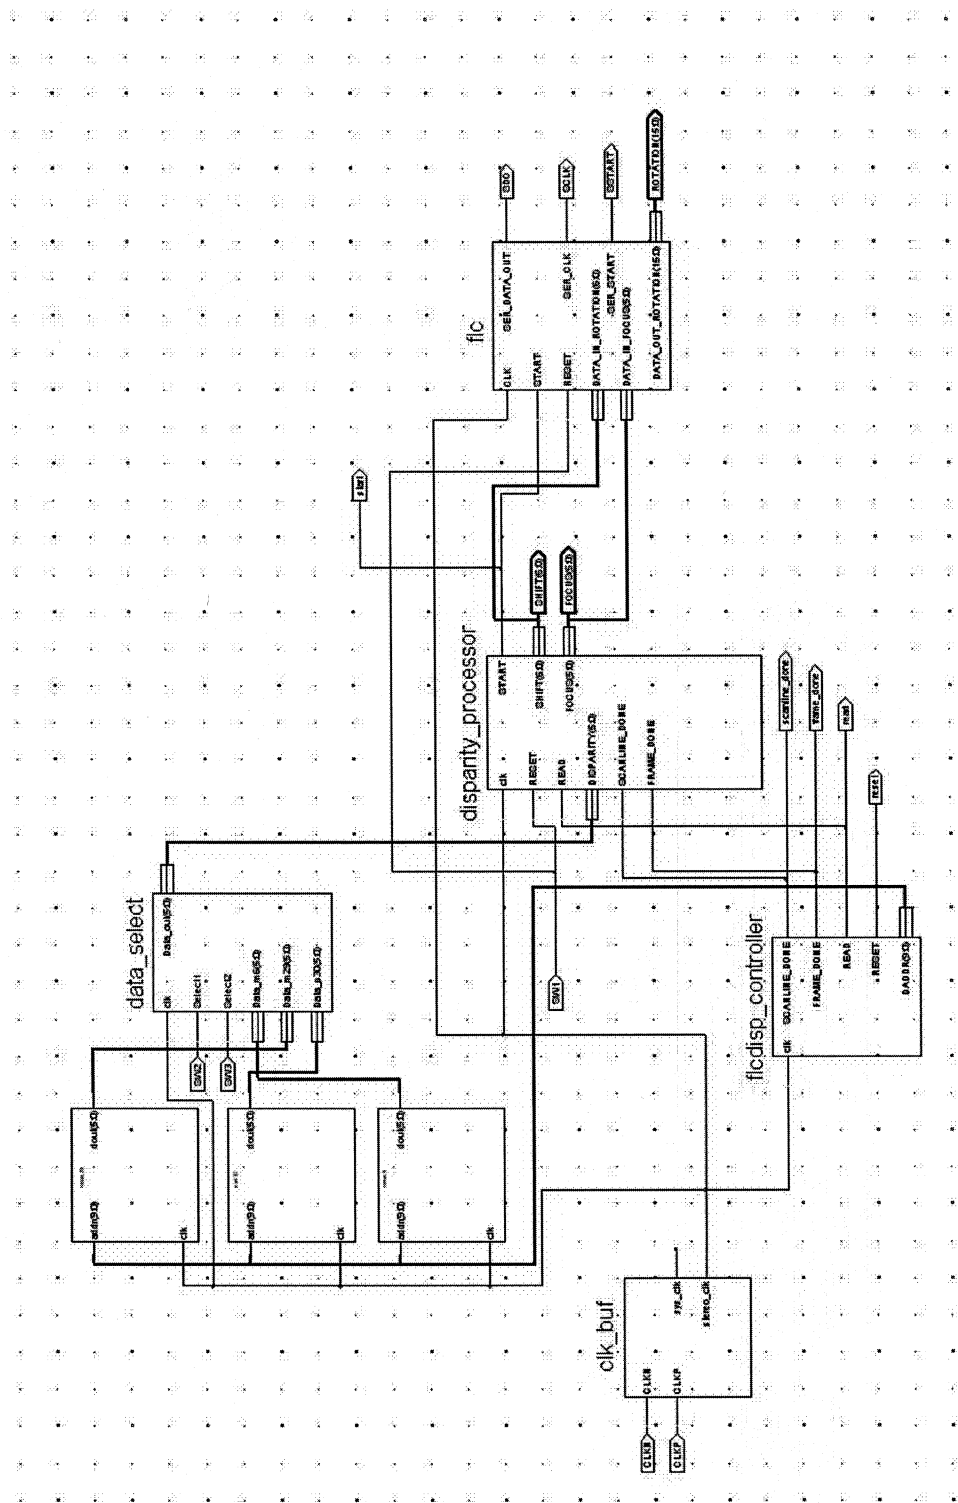 clk_buf
CLKN
CLKP
CLKN
CLKP
sys_clk
stereo_clk
addr(9:0)
dout(5:0)
clk
addr(9:0)
dout(5:0)
clk
addr(9:0)
dout(5:0)
clk
data_select
clk
Data_out(5:0)
Select1
Select2
Data_m6(5:0)
Data_m29(5:0)
Data_p30(5:0)
SW2
SW3
SW1
flcdisp_controller
clk
SCANLINE_DONE
FRAME_DONE
READ
RESET
DADDR(9:0)
scanline_done
frame_done
read
reset
disparity_processor
clk
START
RESET
SHIFT(5:0)
READ
FOCUS(5:0)
DISPARITY(5:0)
SCANLINE_DONE
FRAME_DONE
SHIFT(5:0)
FOCUS(5:0)
start
flc
CLK
SER_DATA_OUT
START
RESET
SER_CLK
DATA_IN_ROTATION(5:0)
SER_START
DATA_IN_FOCUS(5:0)
DATA_OUT_ROTATION(15:0)
SDO
SCLK
SSTART
ROTATION(15:0)